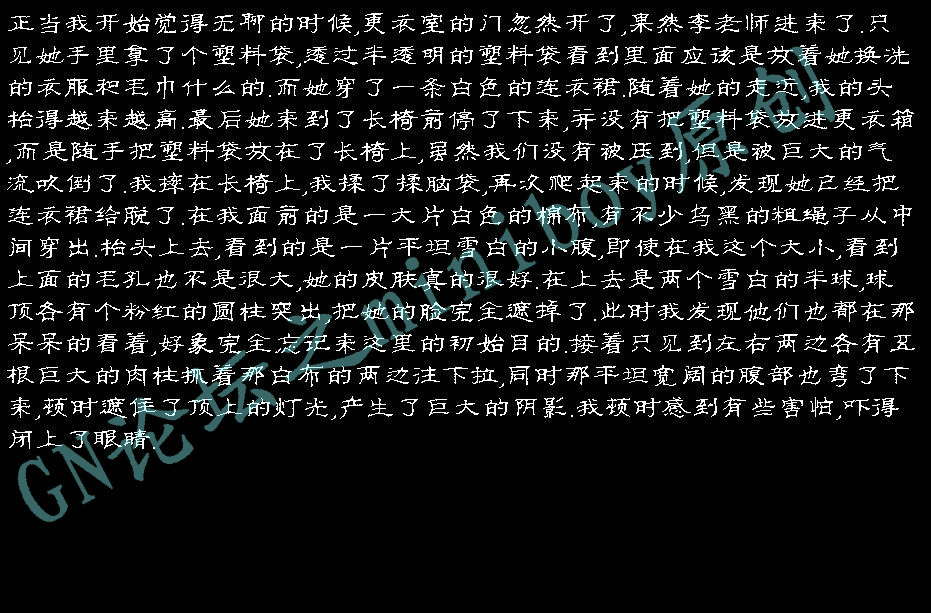 正当我开始觉得无聊的时候,更衣室的门忽然开了,果然李老师进来了.只
见她手里拿了个塑料袋,透过半透明的塑料袋看到里面应该是放着她换洗
的衣服和毛巾什么的.而她穿了一条白色的连衣裙.随着她的走近,我的头
抬得越来越高.最后她来到了长椅前停了下来,并没有把塑料袋放进更衣箱
,而是随手把塑料袋放在了长椅上,虽然我们没有被压到,但是被巨大的气
流吹倒了.我摔在长椅上,我揉了揉脑袋,再次爬起来的时候,发现她已经把
连衣裙给脱了.在我面前的是一大片白色的棉布,有不少乌黑的粗绳子从中
间穿出.抬头上去,看到的是一片平坦雪白的小腹,即使在我这个大小,看到
上面的毛孔也不是很大,她的皮肤真的很好.在上去是两个雪白的半球,球
顶各有个粉红的圆柱突出,把她的脸完全遮掉了.此时我发现他们也都在那
呆呆的看着,好象完全忘记来这里的初始目的.接着只见到左右两边各有五
根巨大的肉柱抓着那白布的两边往下拉,同时那平坦宽阔的腹部也弯了下
来,顿时遮住了顶上的灯光,产生了巨大的阴影.我顿时感到有些害怕,吓得
闭上了眼睛.
GN论坛之miniboy原创